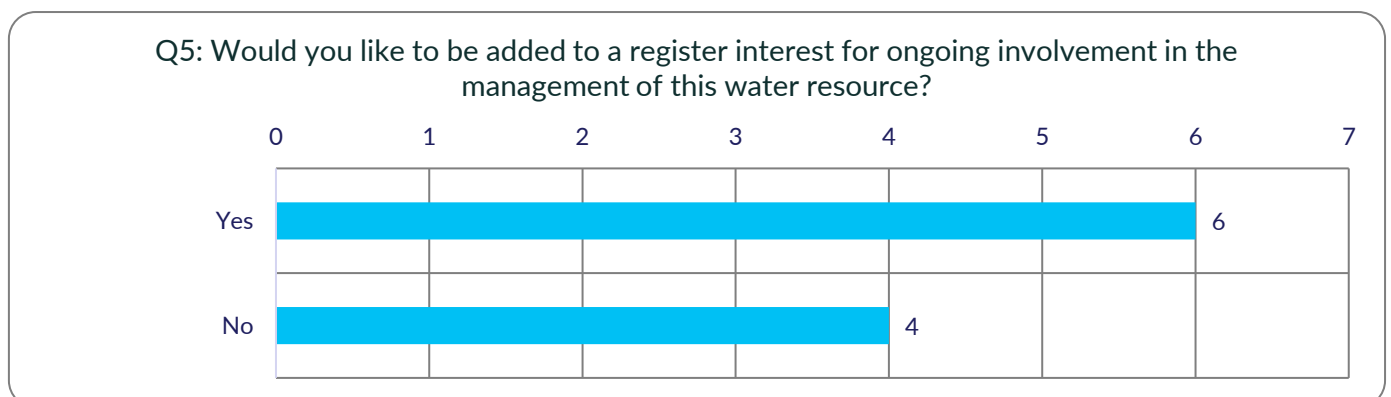 Q5: Would you like to be added to a register interest for ongoing involvement in the
management of this water resource?
0 1 2 3 4 5 6 7
Yes 6
No 4